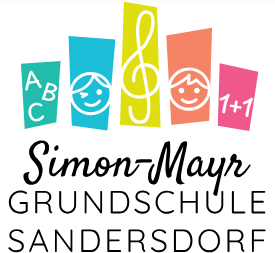 A
B
C
1+1
Simon-Mayr
GRUNDSCHULE
SANDERSDORF